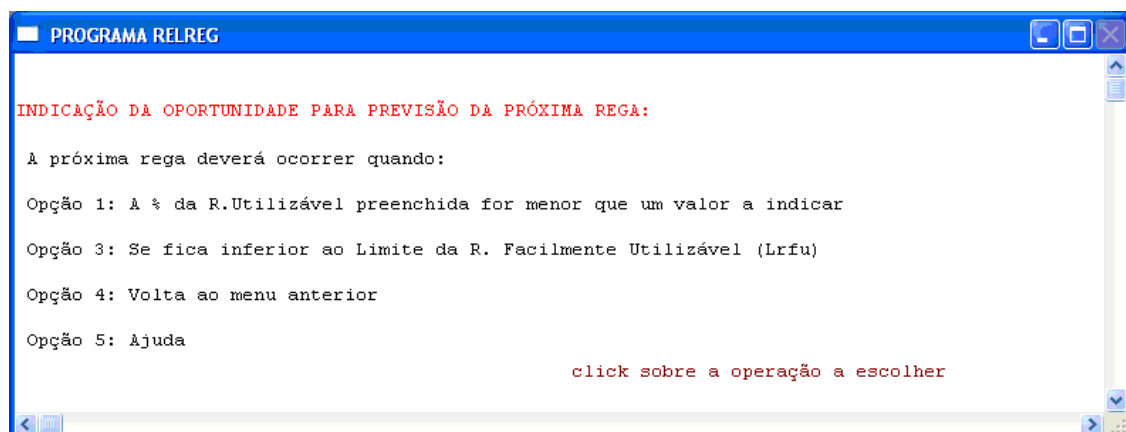 PROGRAMA RELREG
INDICAÇÃO DA OPORTUNIDADE PARA PREVISÃO DA PRÓXIMA REGA:
A próxima rega deverá ocorrer quando:
Opção 1: A % da R.Utilizável preenchida for menor que um valor a indicar
Opção 3: Se fica inferior ao Limite da R. Facilmente Utilizável (Lrfu)
Opção 4: Volta ao menu anterior
Opção 5: Ajuda
click sobre a operação a escolher